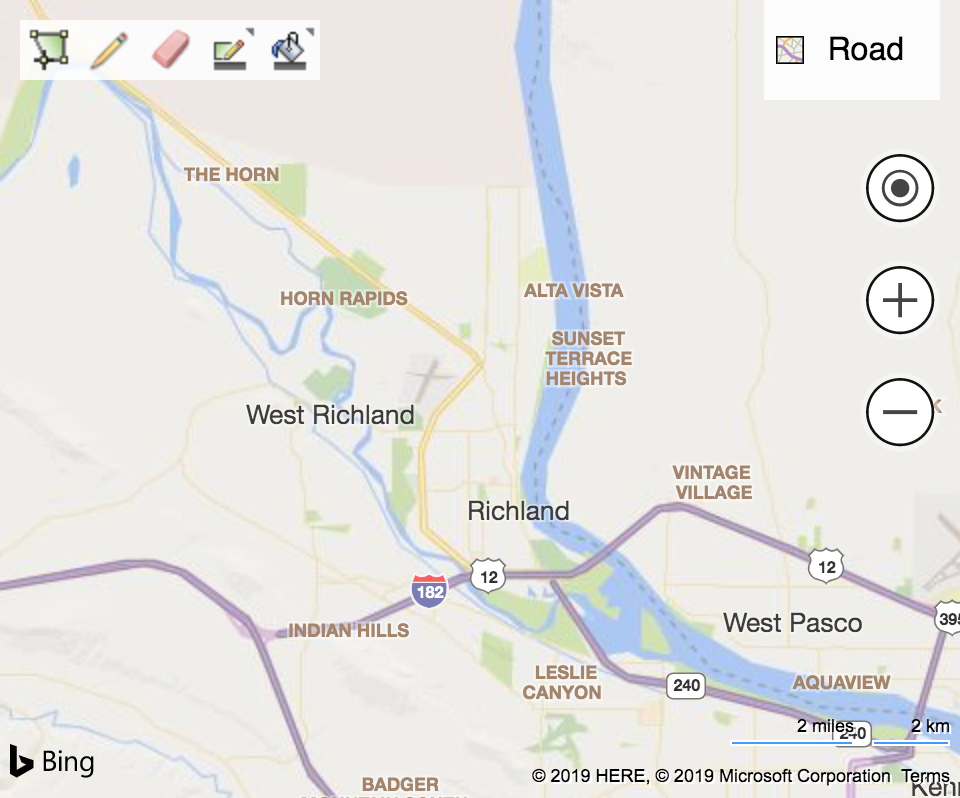 Road
THE HORN
HORN RAPIDS
ALTA VISTA
SUNSET
TERRACE
HEIGHTS
West Richland
VINTAGE
VILLAGE
Richland
12
12
182
395
West Pasco
INDIAN HILLS
LESLIE
CANYON
240
AQUAVIEW
2 miles
2 km
240
Bing
© 2019 HERE, © 2019 Microsoft Corporation Terms
BADGER